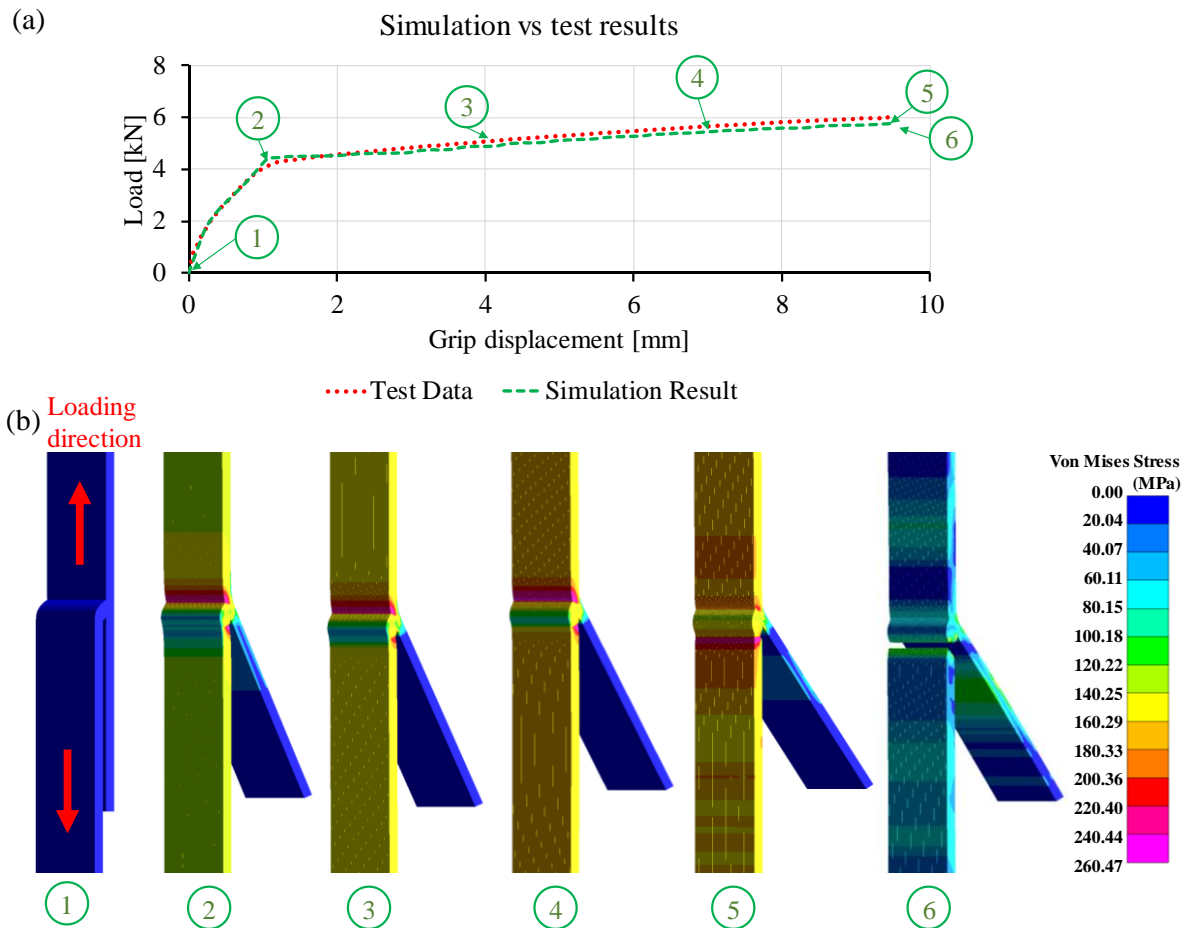 (a)
Simulation vs test results
8
6
4
2
0
Load [kN]
1
2
3
4
5
6
0 2 4 6 8 10
Grip displacement [mm]
Test Data Simulation Result
(b)
Loading
direction
Von Mises Stress
(MPa)
0.00
20.04
40.07
60.11
80.15
100.18
120.22
140.25
160.29
180.33
200.36
220.40
240.44
260.47
1 2 3 4 5 6